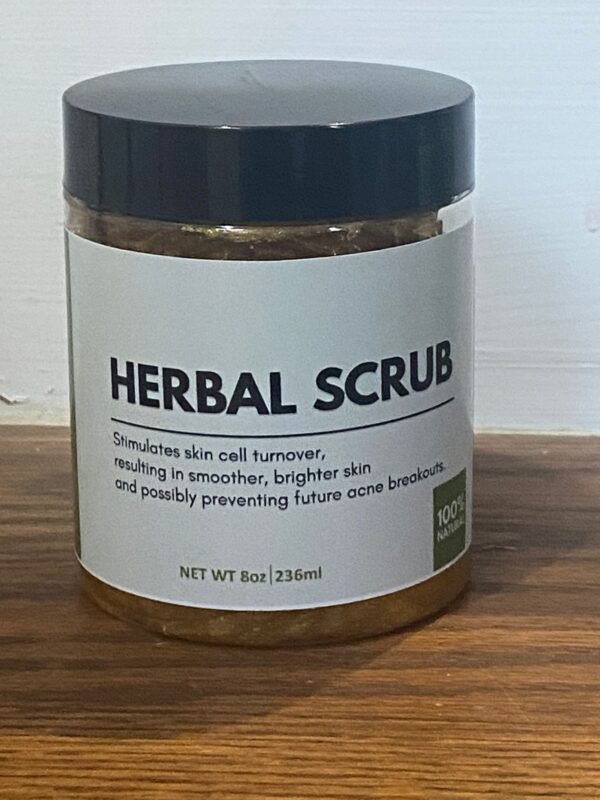 HERBAL SCRUB
Stimulates skin cell turnover,
resulting in smoother, brighter skin
and possibly preventing future acne breakouts.
100%
NATURAL
NET WT 8oz|236ml